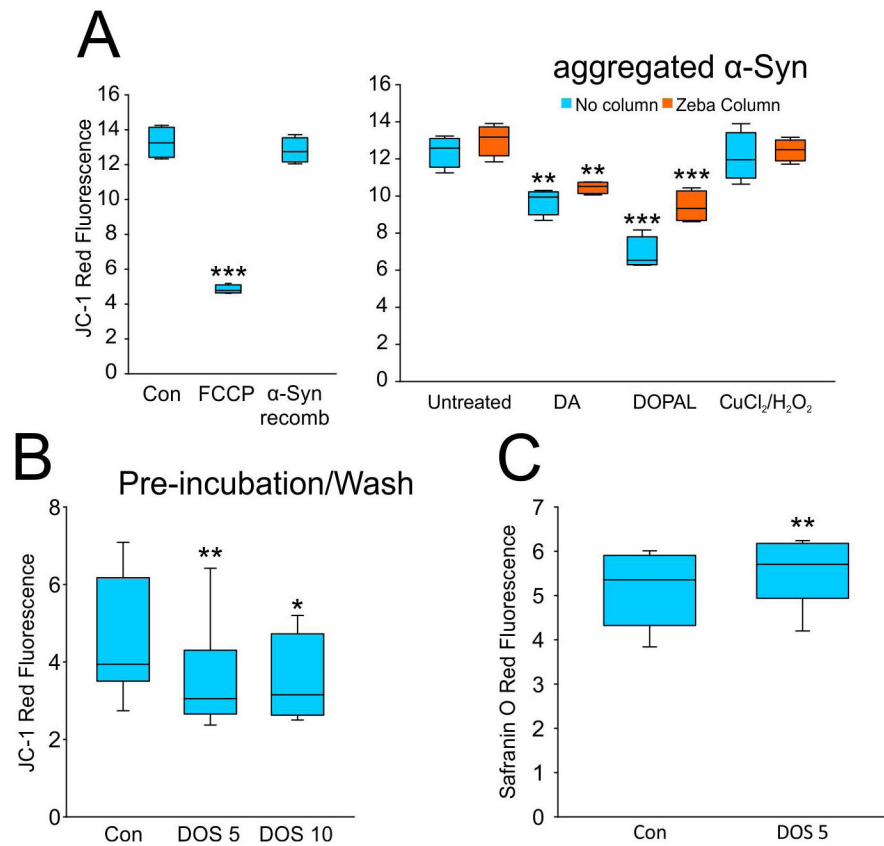 A
aggregated α-Syn
No column Zeba Column
JC-1 Red Fluorescence
16
14
12
10
8
6
4
2
0
***
Con FCCP α-Syn
recomb
16
14
12
10
8
6
4
2
0
** **
*** ***
Untreated DA DOPAL CuCl₂/H₂O₂
B
Pre-incubation/Wash
JC-1 Red Fluorescence
8
6
4
2
0
**
*
Con DOS 5 DOS 10
C
Safranin O Red Fluorescence
7
6
5
4
3
2
1
0
**
Con DOS 5